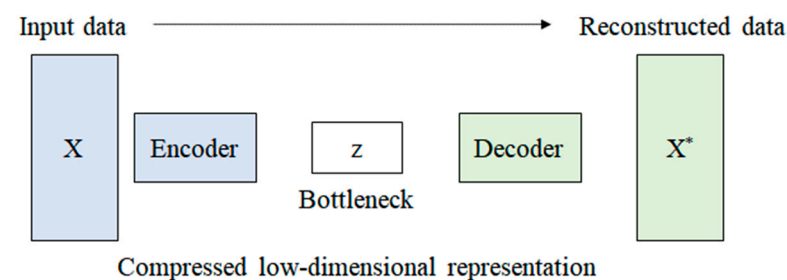 Input data
Reconstructed data
X
Encoder
z
Decoder
X*
Bottleneck
Compressed low-dimensional representation